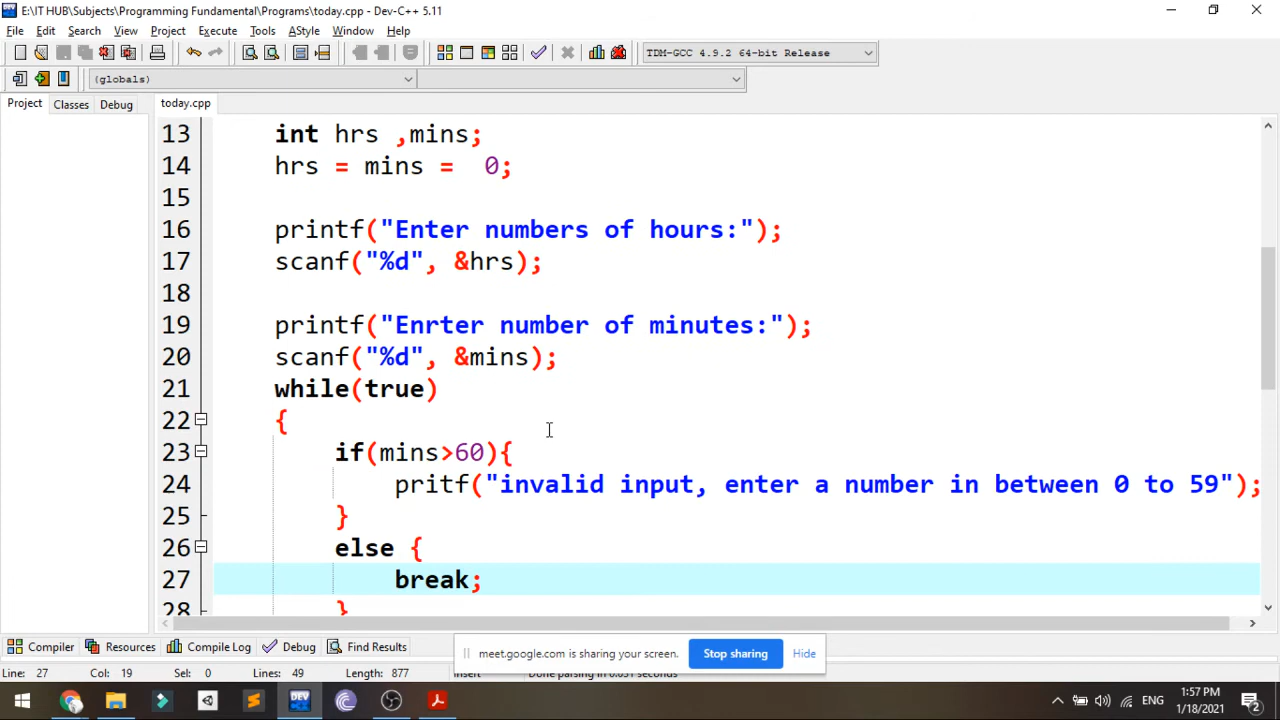 E:\IT HUB\Subjects\Programming Fundamental\Programs\today.cpp - Dev-C++ 5.11
File Edit Search View Project Execute Tools AStyle Window Help
TDM-GCC 4.9.2 64-bit Release
(globals)
Project Classes Debug today.cpp
13 int hrs ,mins;
14 hrs = mins =  0;
15
16 printf("Enter numbers of hours:");
17 scanf("%d", &hrs);
18
19 printf("Enrter number of minutes:");
20 scanf("%d", &mins);
21 while(true)
22 {
23 if(mins>60){
24 pritf("invalid input, enter a number in between 0 to 59");
25 }
26 else {
27 break;
28 }
Compiler Resources Compile Log Debug Find Results
meet.google.com is sharing your screen. Stop sharing Hide
Line: 27 Col: 19 Sel: 0 Lines: 49 Length: 877 Insert Done parsing in 0.031 seconds
DEV
ENG 1:57 PM
1/18/2021 2